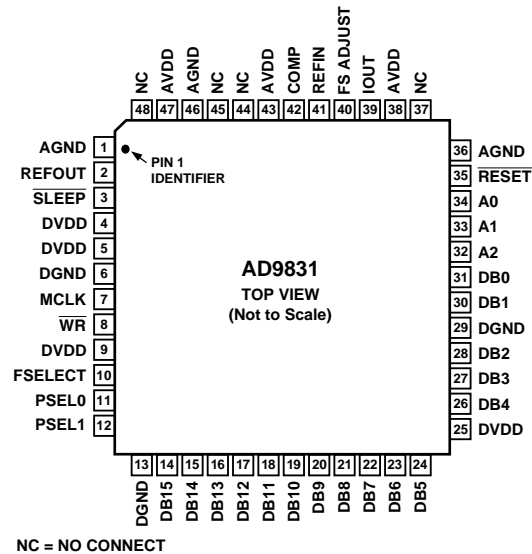 NC
AVDD
AGND
NC
NC
AVDD
COMP
REFIN
FS ADJUST
IOUT
AVDD
NC
48 47 46 45 44 43 42 41 40 39 38 37
AGND 1
REFOUT 2
SLEEP 3
DVDD 4
DVDD 5
DGND 6
MCLK 7
WR 8
DVDD 9
FSELECT 10
PSEL0 11
PSEL1 12
PIN 1
IDENTIFIER
AD9831
TOP VIEW
(Not to Scale)
36 AGND
35 RESET
34 A0
33 A1
32 A2
31 DB0
30 DB1
29 DGND
28 DB2
27 DB3
26 DB4
25 DVDD
13 14 15 16 17 18 19 20 21 22 23 24
DGND
DB15
DB14
DB13
DB12
DB11
DB10
DB9
DB8
DB7
DB6
DB5
NC = NO CONNECT